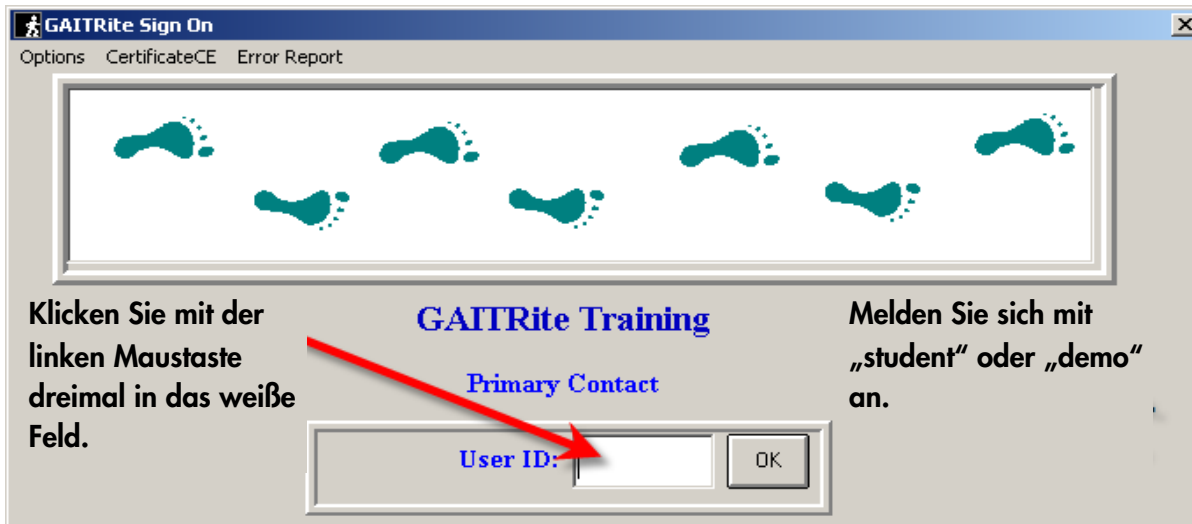 GAITRite Sign On
Options CertificateCE Error Report
Klicken Sie mit der
linken Maustaste
dreimal in das weiße
Feld.
GAITRite Training
Primary Contact
Melden Sie sich mit
„student“ oder „demo“
an.
User ID:
OK